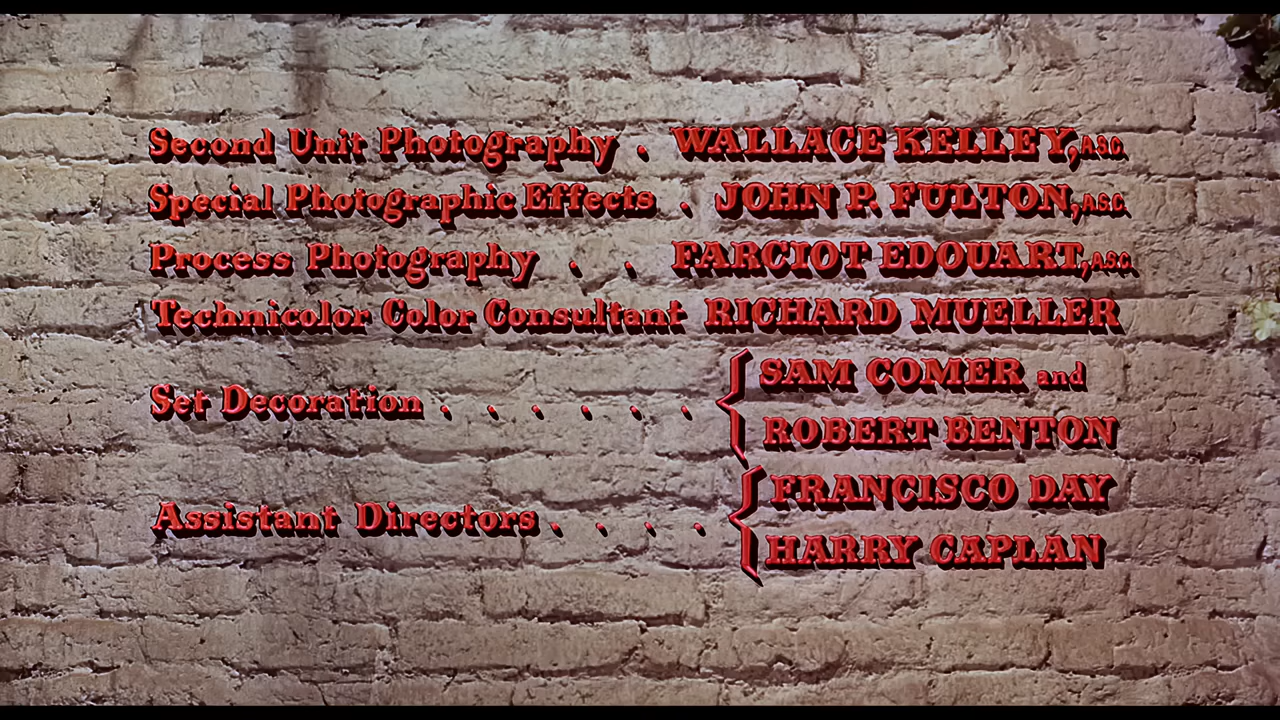 Second Unit Photography . WALLACE KELLEY, A.S.C.
Special Photographic Effects . JOHN P. FULTON, A.S.C.
Process Photography . . FARCIOT EDOUART, A.S.C.
Technicolor Color Consultant RICHARD MUELLER
Set Decoration . . . . . . { SAM COMER and
ROBERT BENTON
Assistant Directors . . . . { FRANCISCO DAY
HARRY CAPLAN